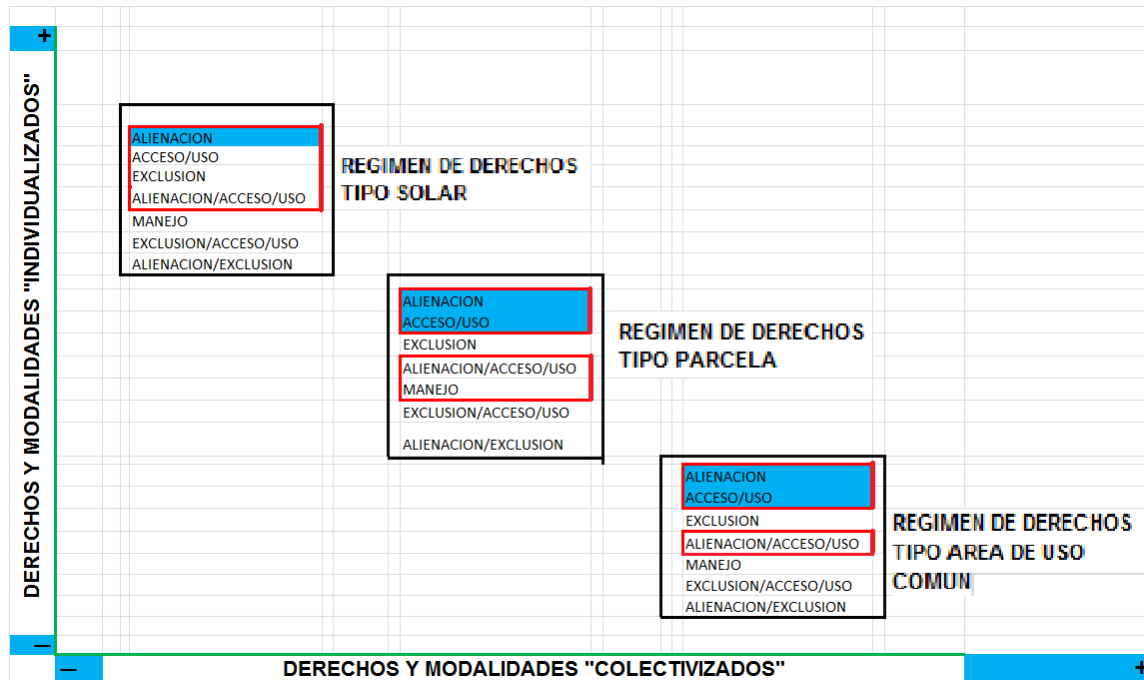 +
DERECHOS Y MODALIDADES "INDIVIDUALIZADOS"
—
ALIENACION
ACCESO/USO
EXCLUSION
ALIENACION/ACCESO/USO
MANEJO
EXCLUSION/ACCESO/USO
ALIENACION/EXCLUSION
REGIMEN DE DERECHOS
TIPO SOLAR
ALIENACION
ACCESO/USO
EXCLUSION
ALIENACION/ACCESO/USO
MANEJO
EXCLUSION/ACCESO/USO
ALIENACION/EXCLUSION
REGIMEN DE DERECHOS
TIPO PARCELA
ALIENACION
ACCESO/USO
EXCLUSION
ALIENACION/ACCESO/USO
MANEJO
EXCLUSION/ACCESO/USO
ALIENACION/EXCLUSION
REGIMEN DE DERECHOS
TIPO AREA DE USO
COMUN
— DERECHOS Y MODALIDADES "COLECTIVIZADOS" +